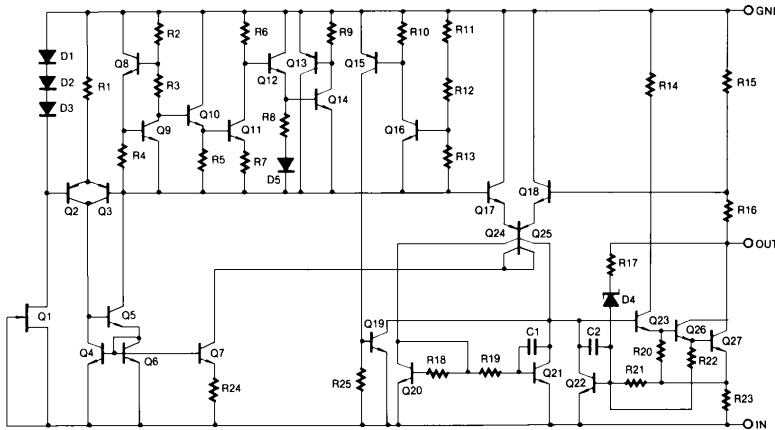 GND
R2
R6
R9
R10
R11
D1
Q8
Q12
Q13
Q15
D2
R1
R3
R12
R14
R15
D3
Q10
Q14
Q9
Q11
R8
Q16
R4
R5
R7
R13
D5
Q2
Q3
Q17
Q18
R16
Q24
Q25
OUT
R17
D4
Q1
Q5
Q19
Q23
Q26
C1
C2
Q27
Q4
Q6
Q7
R20
R22
R18
R19
R25
Q20
Q21
Q22
R21
R24
R23
IN